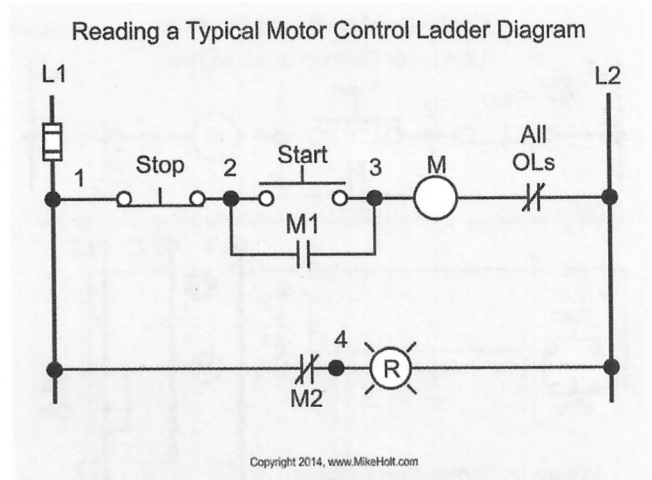 Reading a Typical Motor Control Ladder Diagram
L1
L2
All
OLs
1
Stop
2
Start
3
M
M1
4
R
M2
Copyright 2014, www.MikeHolt.com